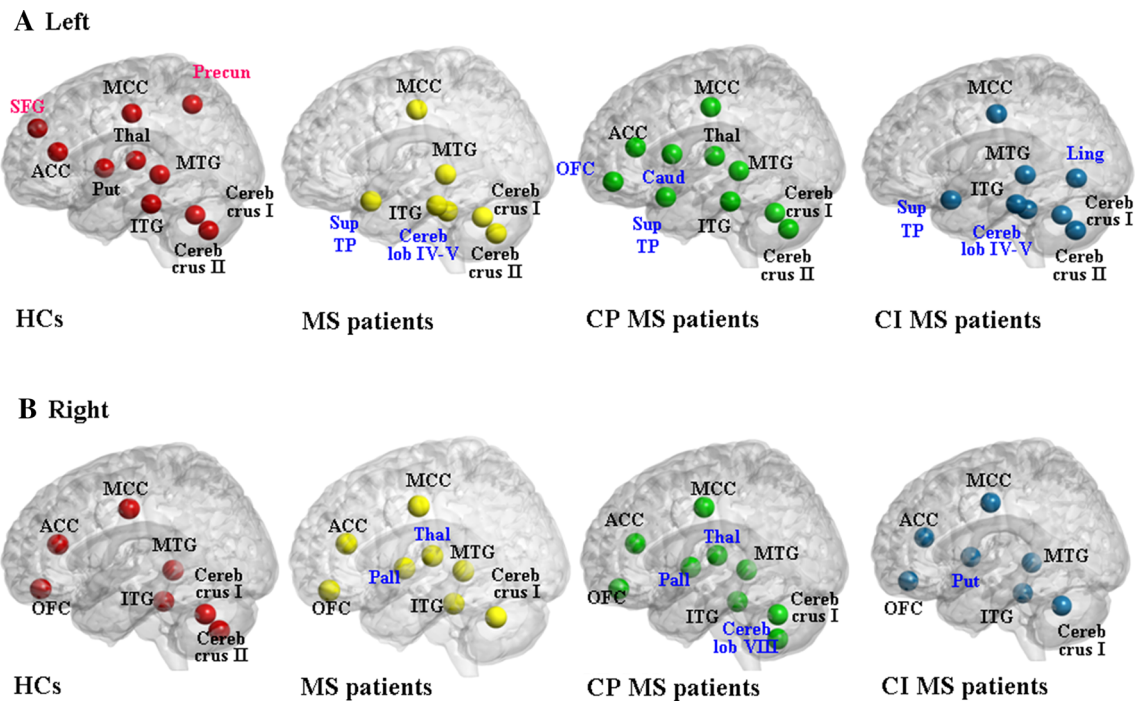 A Left
Precun
MCC
SFG
Thal
ACC
Put
MTG
ITG
Cereb
crus I
Cereb
crus II
HCs
MCC
MTG
Cereb
crus I
ITG
Sup
TP
Cereb
lob IV-V
Cereb
crus II
MS patients
MCC
ACC
Thal
OFC
Caud
MTG
Cereb
crus I
Sup
TP
ITG
Cereb
crus II
CP MS patients
MCC
MTG
Ling
ITG
Sup
TP
Cereb
lob IV-V
Cereb
crus I
Cereb
crus II
CI MS patients
B Right
MCC
ACC
MTG
Cereb
crus I
OFC
ITG
Cereb
crus II
HCs
MCC
ACC
Thal
MTG
Pall
Cereb
crus I
OFC
ITG
MS patients
MCC
ACC
Thal
MTG
Pall
OFC
ITG
Cereb
crus I
Cereb
lob VIII
CP MS patients
MCC
ACC
MTG
Put
OFC
ITG
Cereb
crus I
CI MS patients